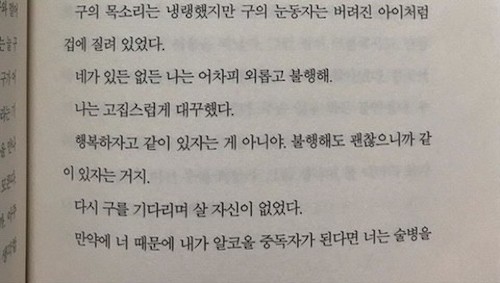 구의 목소리는 냉랭했지만 구의 눈동자는 버려진 아이처럼
겁에 질려 있었다.
네가 있든 없든 나는 어차피 외롭고 불행해.
나는 고집스럽게 대꾸했다.
행복하자고 같이 있자는 게 아니야. 불행해도 괜찮으니까 같
이 있자는 거지.
다시 구를 기다리며 살 자신이 없었다.
만약에 너 때문에 내가 알코올 중독자가 된다면 너는 술병을